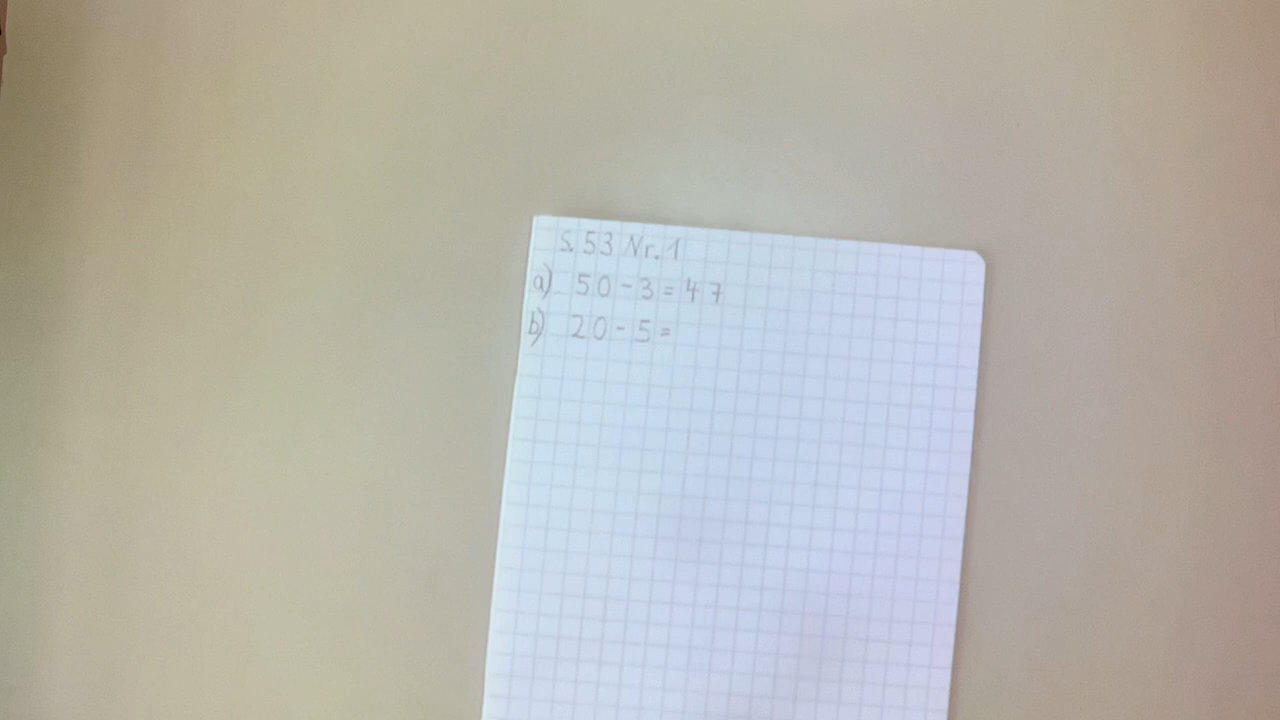 S. 53 Nr. 1
a) 50 - 3 = 47
b) 20 - 5 =